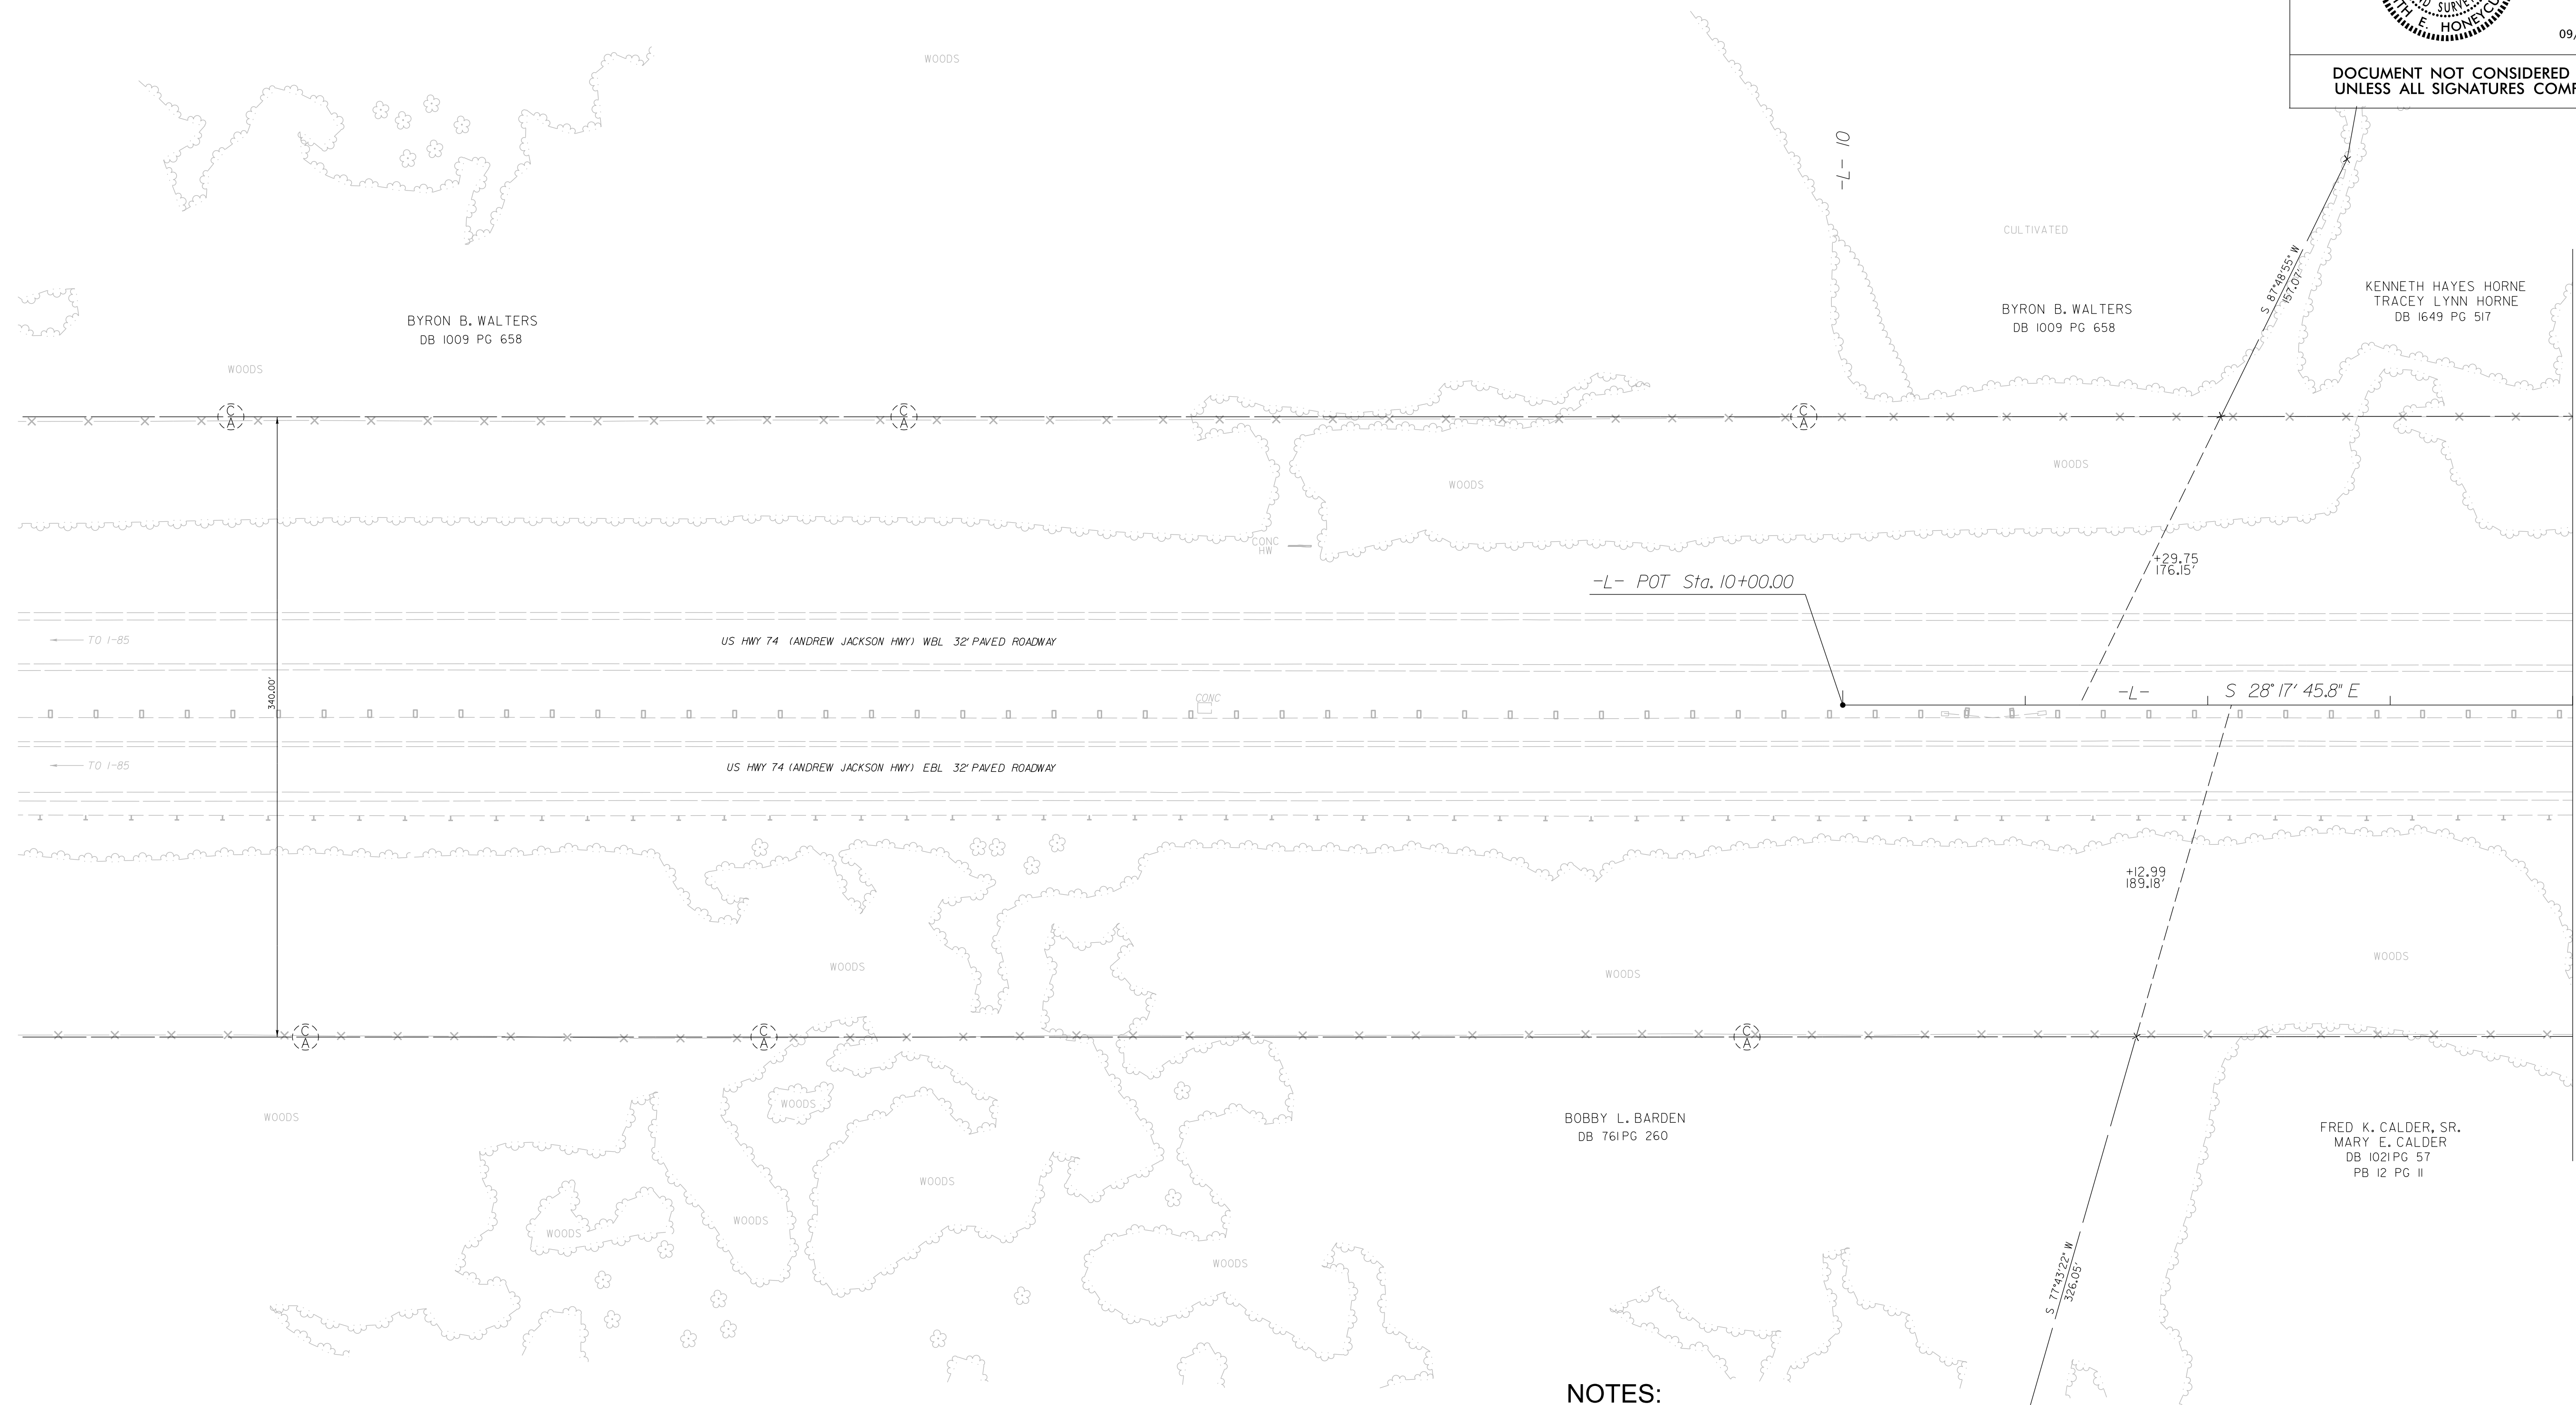 D SURVE
TH E. HONEYCU
09/
DOCUMENT NOT CONSIDERED
UNLESS ALL SIGNATURES COMP
WOODS
10 -L-
CULTIVATED
S 87°48'55" W
157.07'
KENNETH HAYES HORNE
TRACEY LYNN HORNE
DB 1649 PG 517
BYRON B. WALTERS
DB 1009 PG 658
BYRON B. WALTERS
DB 1009 PG 658
WOODS
C
A
C
A
C
A
WOODS
WOODS
CONC
HW
+29.75
176.15'
-L- POT Sta. 10+00.00
TO I-85
US HWY 74 (ANDREW JACKSON HWY) WBL 32' PAVED ROADWAY
340.00'
CONC
-L-
S 28° 17' 45.8" E
TO I-85
US HWY 74 (ANDREW JACKSON HWY) EBL 32' PAVED ROADWAY
+12.99
189.18'
WOODS
WOODS
WOODS
C
A
C
A
C
A
WOODS
WOODS
BOBBY L. BARDEN
DB 761 PG 260
FRED K. CALDER, SR.
MARY E. CALDER
DB 1021 PG 57
PB 12 PG 11
WOODS
WOODS
WOODS
WOODS
S 77°43'22" W
326.05'
NOTES: